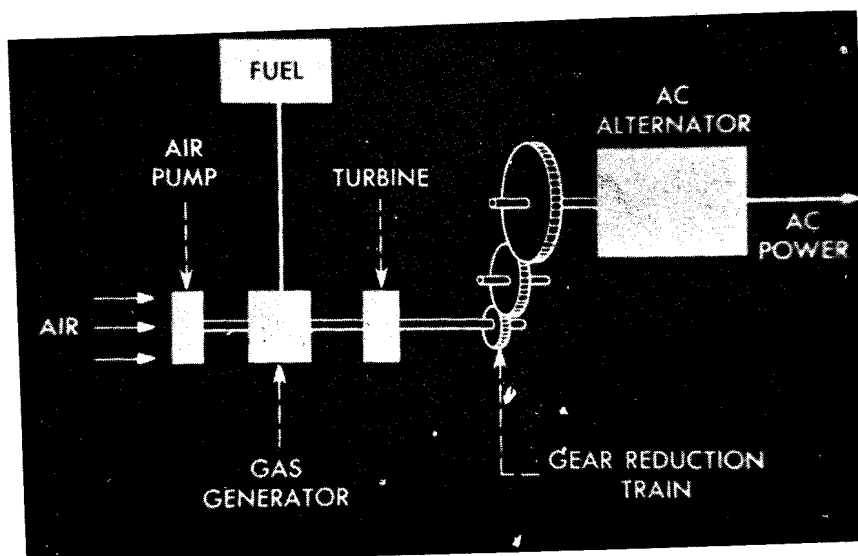 FUEL
AC
ALTERNATOR
AIR
PUMP
TURBINE
AC
POWER
AIR
GAS
GENERATOR
GEAR REDUCTION
TRAIN